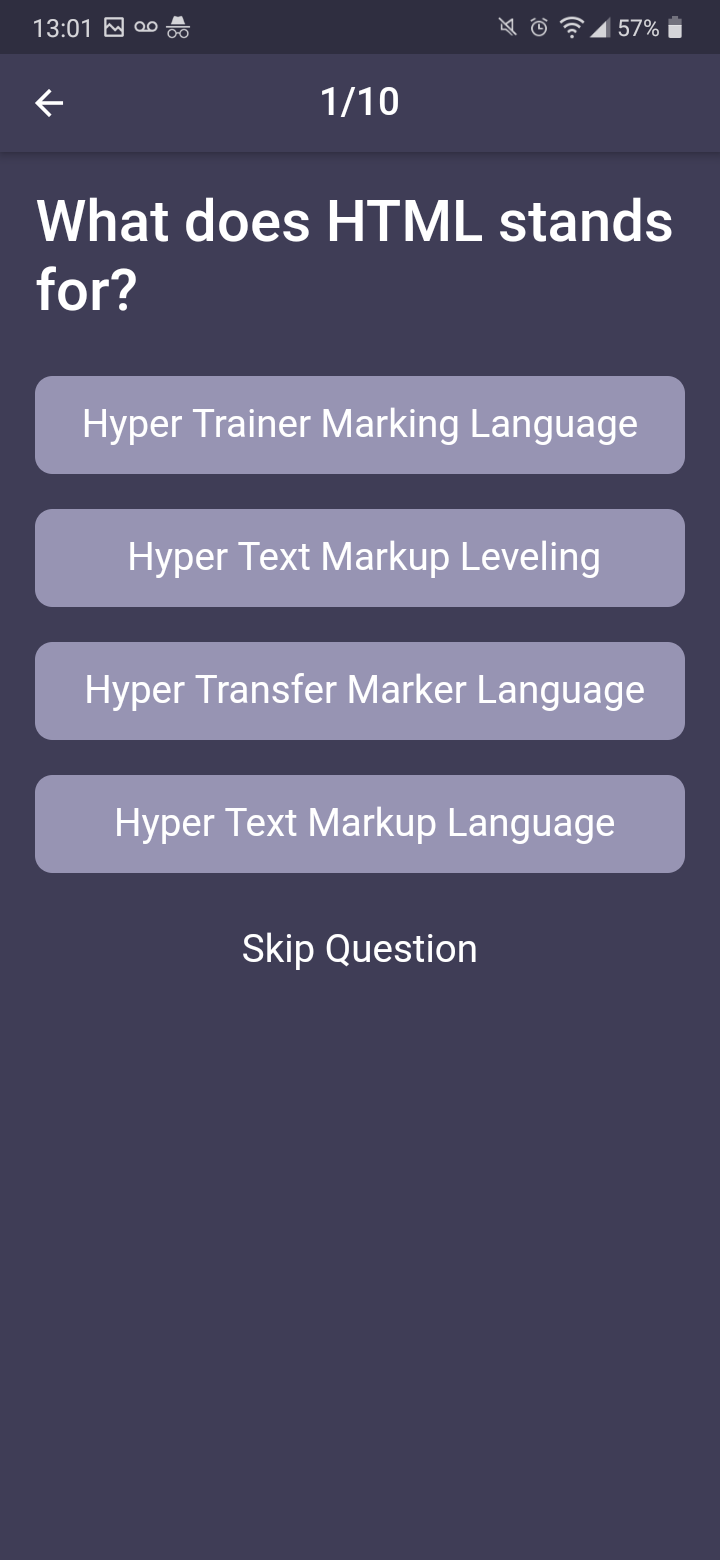 13:01 57%
1/10
What does HTML stands
for?
Hyper Trainer Marking Language
Hyper Text Markup Leveling
Hyper Transfer Marker Language
Hyper Text Markup Language
Skip Question